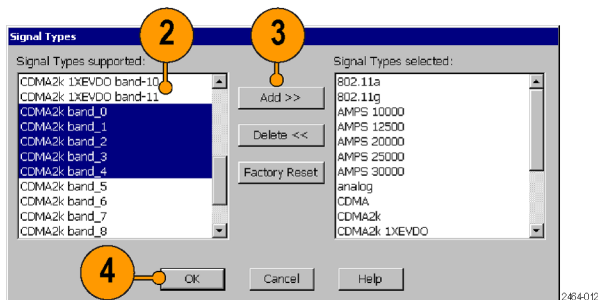 Signal Types
2
3
Signal Types supported:
Signal Types selected:
CDMA2k 1XEVDO band-10
CDMA2k 1XEVDO band-11
CDMA2k band_0
CDMA2k band_1
CDMA2k band_2
CDMA2k band_3
CDMA2k band_4
CDMA2k band_5
CDMA2k band_6
CDMA2k band_7
CDMA2k band_8
Add >>
Delete <<
Factory Reset
802.11a
802.11g
AMPS 10000
AMPS 12500
AMPS 20000
AMPS 25000
AMPS 30000
analog
CDMA
CDMA2k
CDMA2k 1XEVDO
4
OK
Cancel
Help
2464-012